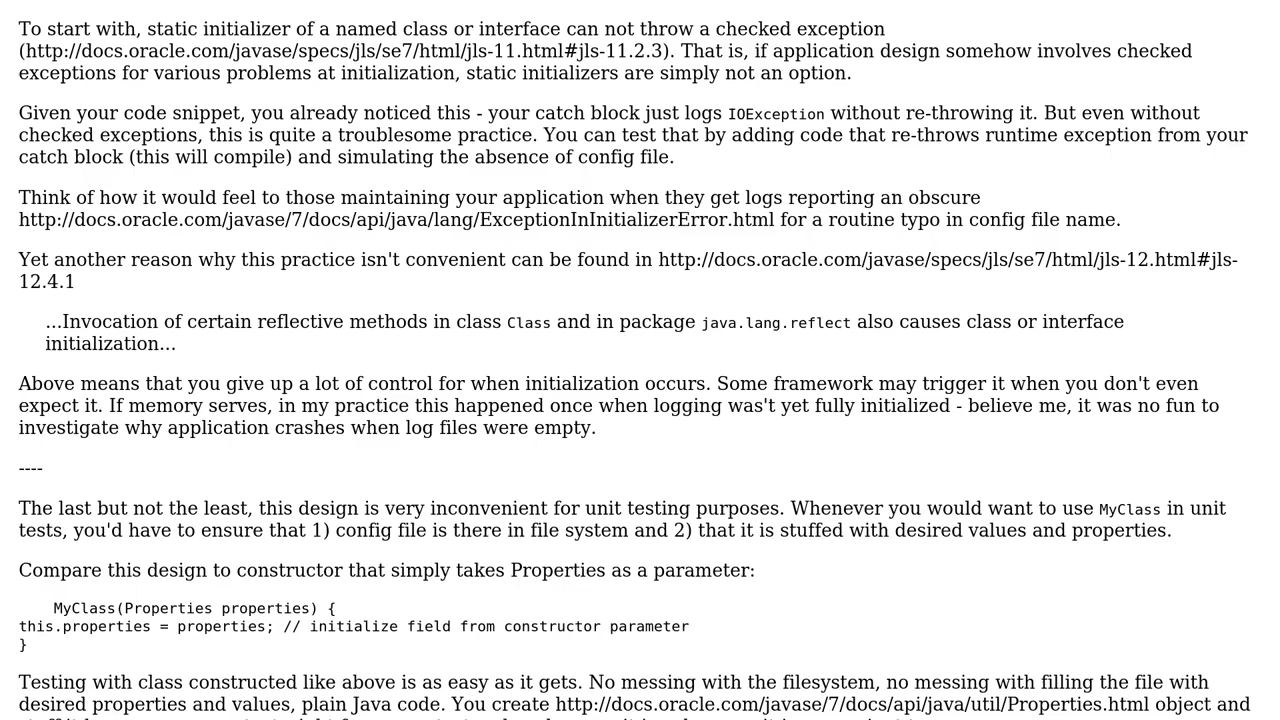 To start with, static initializer of a named class or interface can not throw a checked exception
(http://docs.oracle.com/javase/specs/jls/se7/html/jls-11.html#jls-11.2.3). That is, if application design somehow involves checked
exceptions for various problems at initialization, static initializers are simply not an option.
Given your code snippet, you already noticed this - your catch block just logs IOException without re-throwing it. But even without
checked exceptions, this is quite a troublesome practice. You can test that by adding code that re-throws runtime exception from your
catch block (this will compile) and simulating the absence of config file.
Think of how it would feel to those maintaining your application when they get logs reporting an obscure
http://docs.oracle.com/javase/7/docs/api/java/lang/ExceptionInInitializerError.html for a routine typo in config file name.
Yet another reason why this practice isn't convenient can be found in http://docs.oracle.com/javase/specs/jls/se7/html/jls-12.html#jls-
12.4.1
...Invocation of certain reflective methods in class Class and in package java.lang.reflect also causes class or interface
initialization...
Above means that you give up a lot of control for when initialization occurs. Some framework may trigger it when you don't even
expect it. If memory serves, in my practice this happened once when logging was't yet fully initialized - believe me, it was no fun to
investigate why application crashes when log files were empty.
----
The last but not the least, this design is very inconvenient for unit testing purposes. Whenever you would want to use MyClass in unit
tests, you'd have to ensure that 1) config file is there in file system and 2) that it is stuffed with desired values and properties.
Compare this design to constructor that simply takes Properties as a parameter:
MyClass(Properties properties) {
this.properties = properties; // initialize field from constructor parameter
}
Testing with class constructed like above is as easy as it gets. No messing with the filesystem, no messing with filling the file with
desired properties and values, plain Java code. You create http://docs.oracle.com/javase/7/docs/api/java/util/Properties.html object and